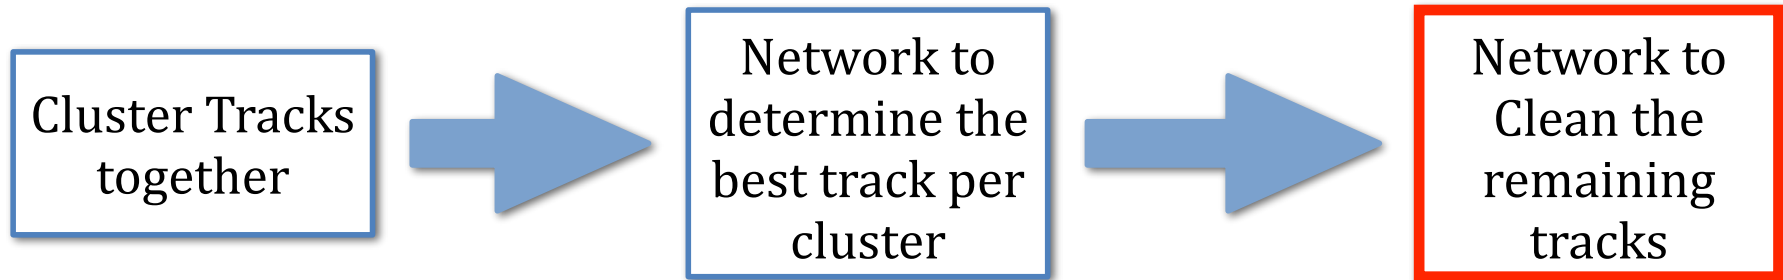 Cluster Tracks
together
Network to
determine the
best track per
cluster
Network to
Clean the
remaining
tracks